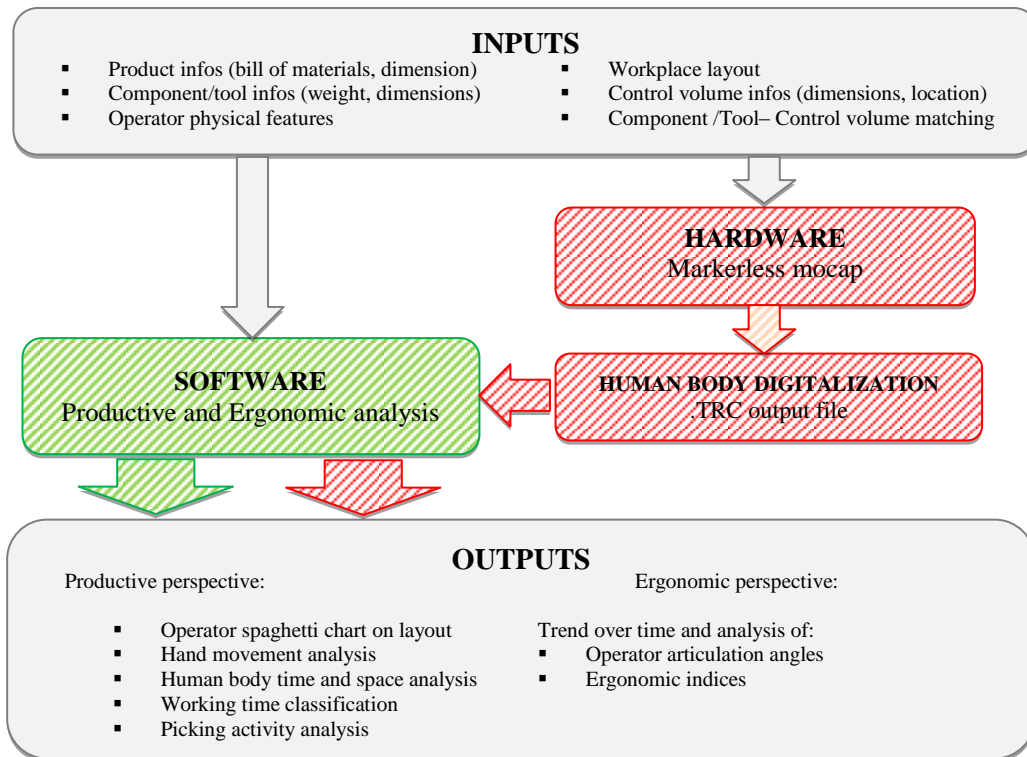 INPUTS
▪ Product infos (bill of materials, dimension)
▪ Component/tool infos (weight, dimensions)
▪ Operator physical features
▪ Workplace layout
▪ Control volume infos (dimensions, location)
▪ Component /Tool– Control volume matching
HARDWARE
Markerless mocap
SOFTWARE
Productive and Ergonomic analysis
HUMAN BODY DIGITALIZATION
.TRC output file
OUTPUTS
Productive perspective:
▪ Operator spaghetti chart on layout
▪ Hand movement analysis
▪ Human body time and space analysis
▪ Working time classification
▪ Picking activity analysis
Ergonomic perspective:
Trend over time and analysis of:
▪ Operator articulation angles
▪ Ergonomic indices